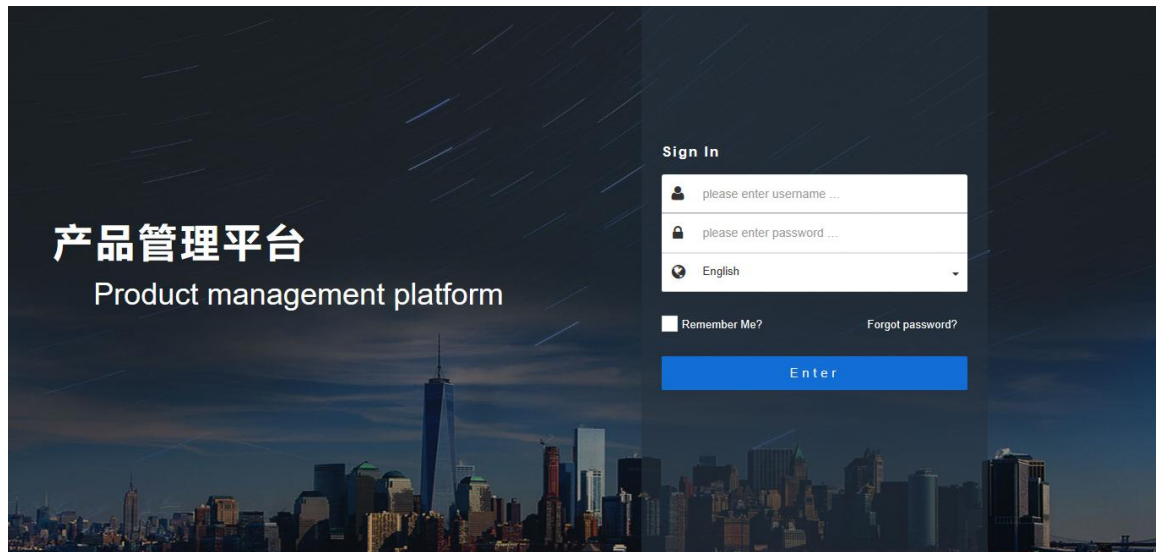 产品管理平台
Product management platform
Sign In
please enter username ...
please enter password ...
English
Remember Me?
Forgot password?
Enter